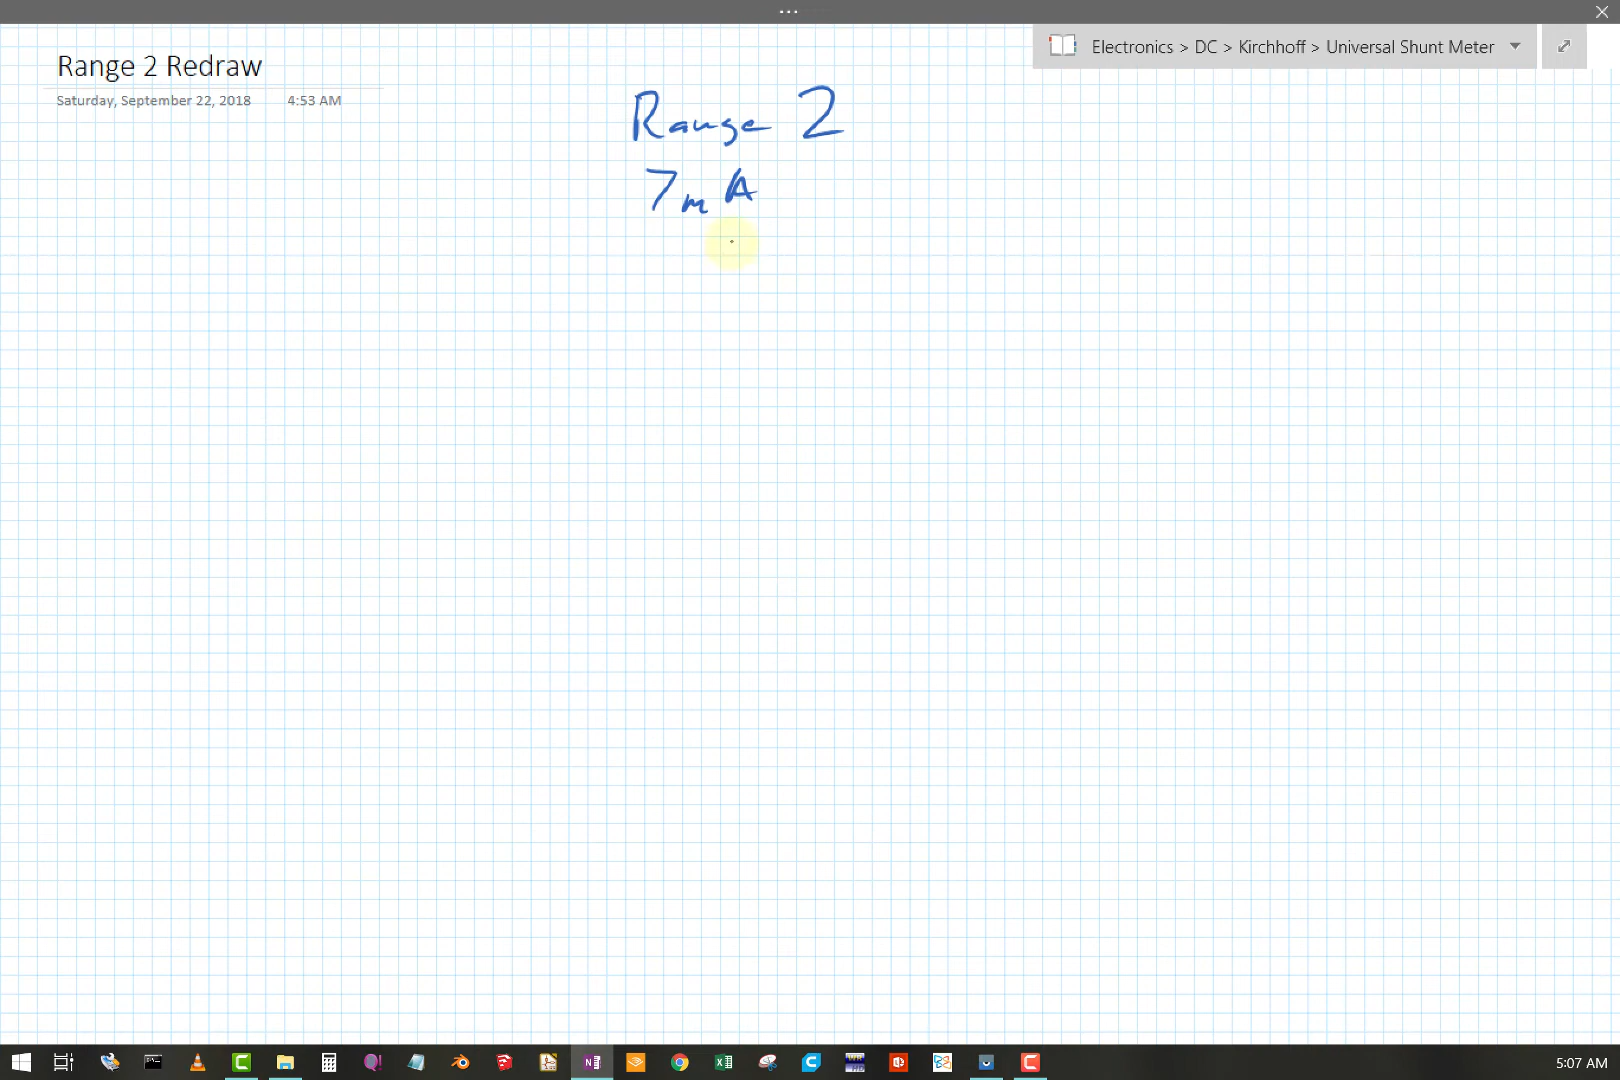 Electronics > DC > Kirchhoff > Universal Shunt Meter
Range 2 Redraw
Saturday, September 22, 2018 4:53 AM
Range 2
7mA
5:07 AM